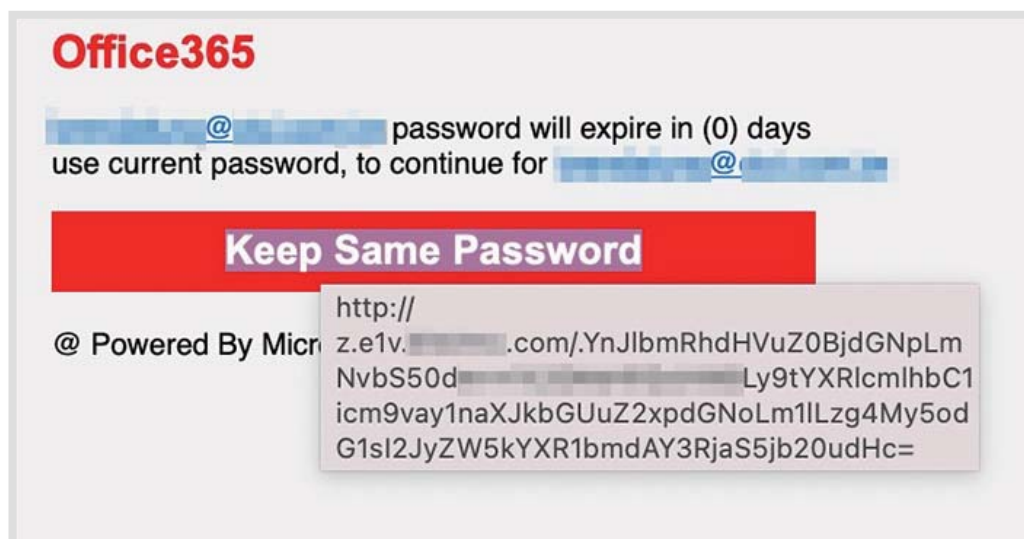 Office365
@ password will expire in (0) days
use current password, to continue for @
Keep Same Password
http://
z.e1v. .com/.YnJlbmRhdHVuZ0BjdGNpLm
NvbS50d Ly9tYXRlcmlhbC1
icm9vay1naXJkbGUuZ2xpdGNoLm1lLzg4My5od
G1sI2JyZW5kYXR1bmdAY3RjaS5jb20udHc=
@ Powered By Micr